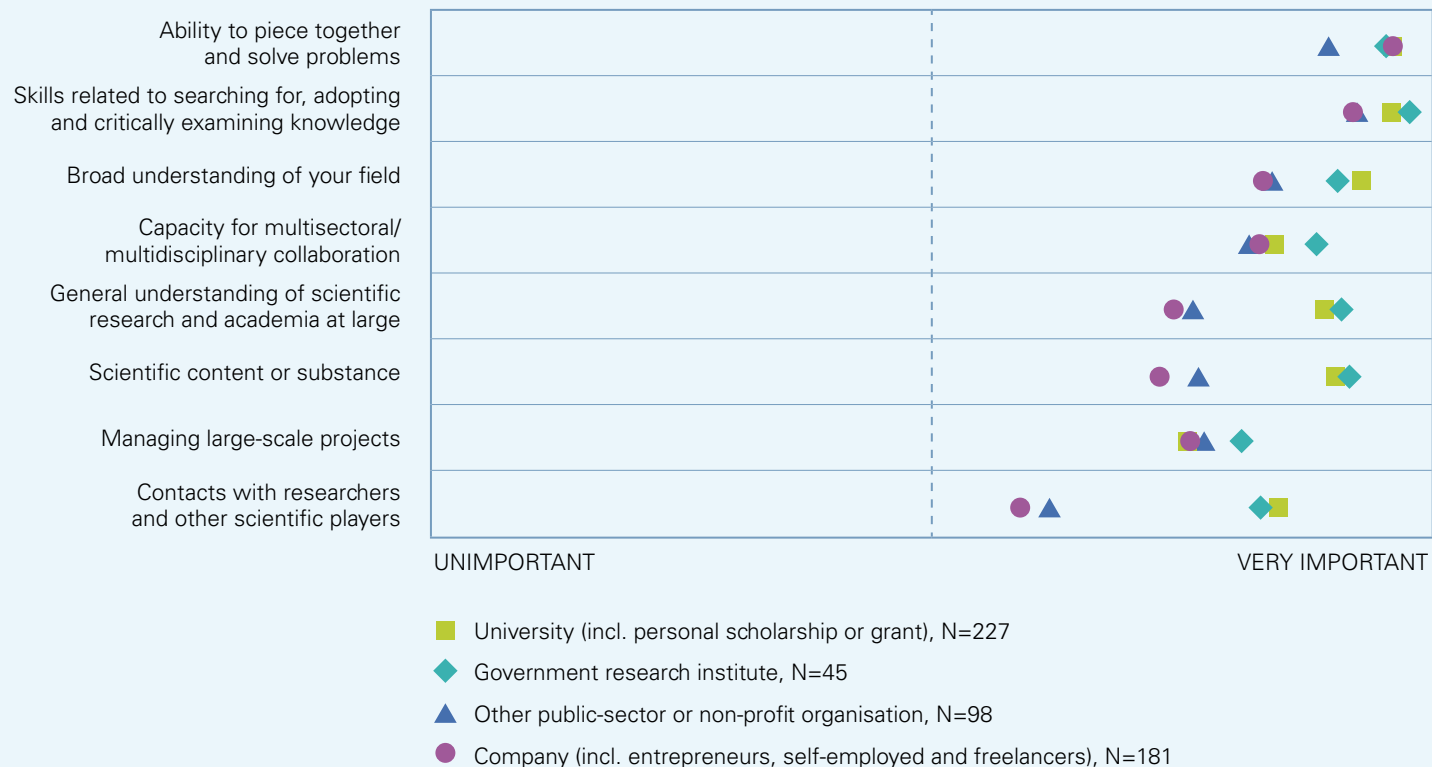 Ability to piece together
and solve problems
Skills related to searching for, adopting
and critically examining knowledge
Broad understanding of your field
Capacity for multisectoral/
multidisciplinary collaboration
General understanding of scientific
research and academia at large
Scientific content or substance
Managing large-scale projects
Contacts with researchers
and other scientific players
UNIMPORTANT
VERY IMPORTANT
University (incl. personal scholarship or grant), N=227
Government research institute, N=45
Other public-sector or non-profit organisation, N=98
Company (incl. entrepreneurs, self-employed and freelancers), N=181